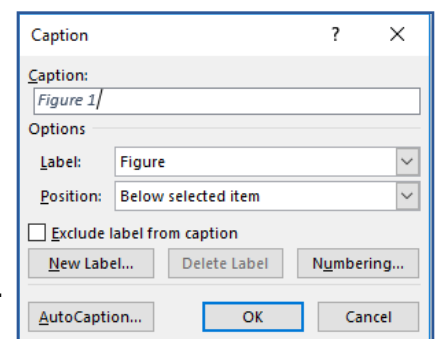 Caption ? ×
Caption:
Figure 1
Options
Label: Figure
Position: Below selected item
Exclude label from caption
New Label... Delete Label Numbering...
AutoCaption... OK Cancel